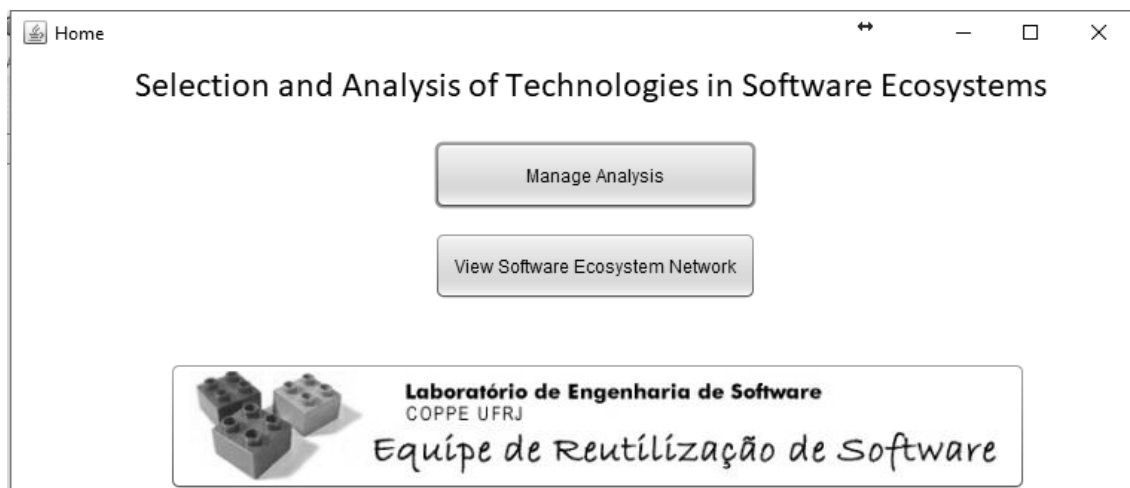 Home
Selection and Analysis of Technologies in Software Ecosystems
Manage Analysis
View Software Ecosystem Network
Laboratório de Engenharia de Software
COPPE UFRJ
Equipe de Reutilização de Software